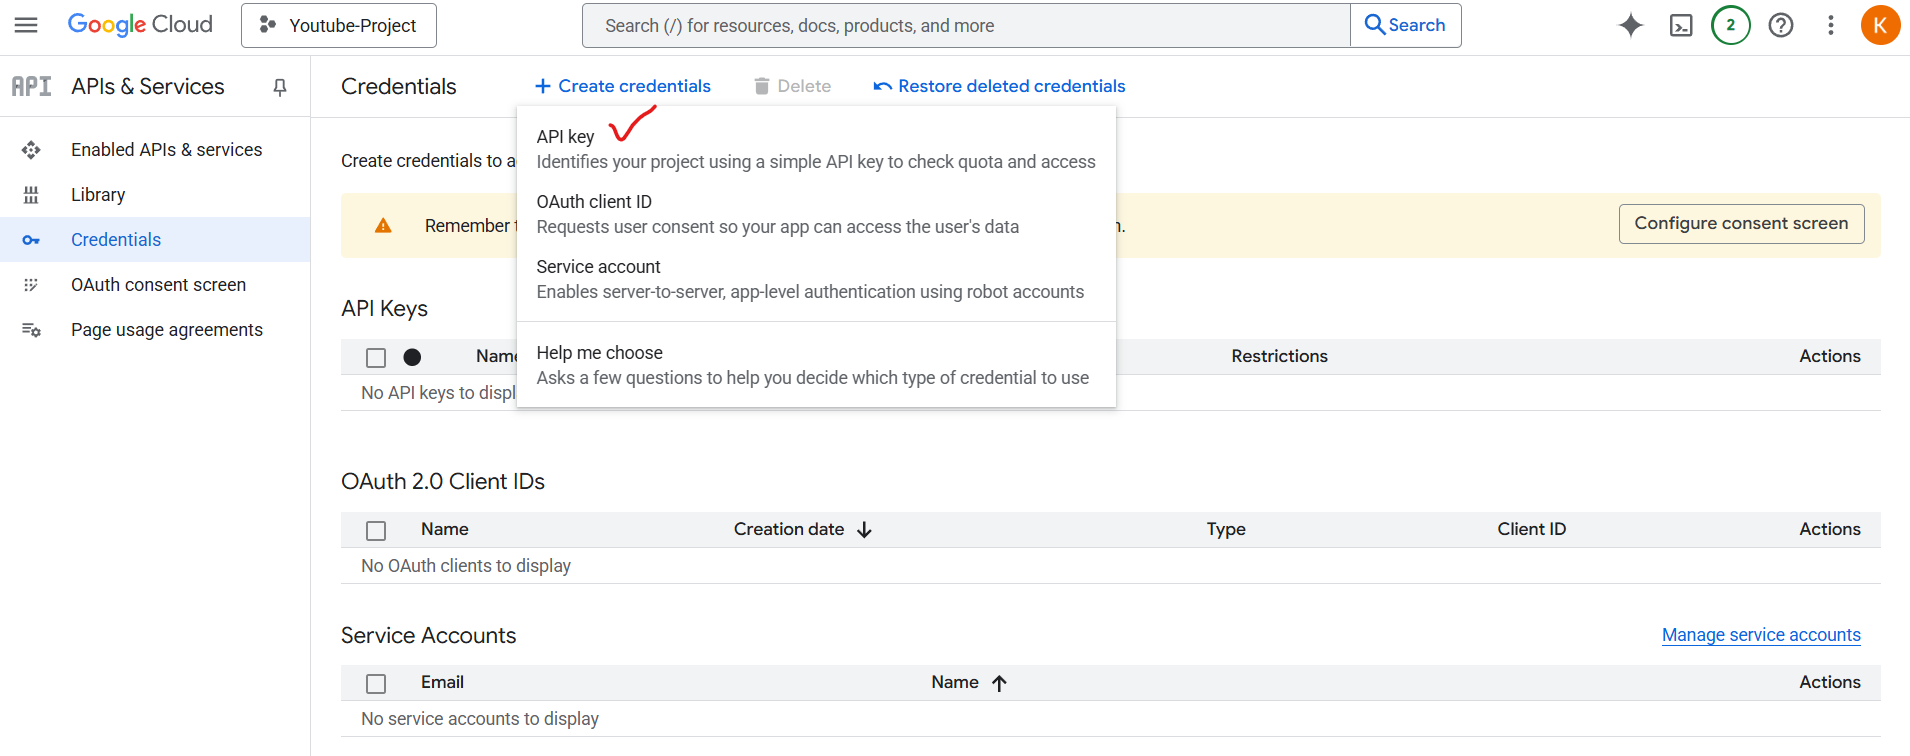 Google Cloud
Youtube-Project
Search (/) for resources, docs, products, and more
Search
2
K
API
APIs & Services
Credentials
Create credentials
Delete
Restore deleted credentials
Enabled APIs & services
Library
Credentials
OAuth consent screen
Page usage agreements
Create credentials to a
API key
Identifies your project using a simple API key to check quota and access
OAuth client ID
Requests user consent so your app can access the user's data
Service account
Enables server-to-server, app-level authentication using robot accounts
Help me choose
Asks a few questions to help you decide which type of credential to use
Remember
Configure consent screen
API Keys
Name
Restrictions
Actions
No API keys to displ
OAuth 2.0 Client IDs
Name
Creation date
Type
Client ID
Actions
No OAuth clients to display
Service Accounts
Manage service accounts
Email
Name
Actions
No service accounts to display